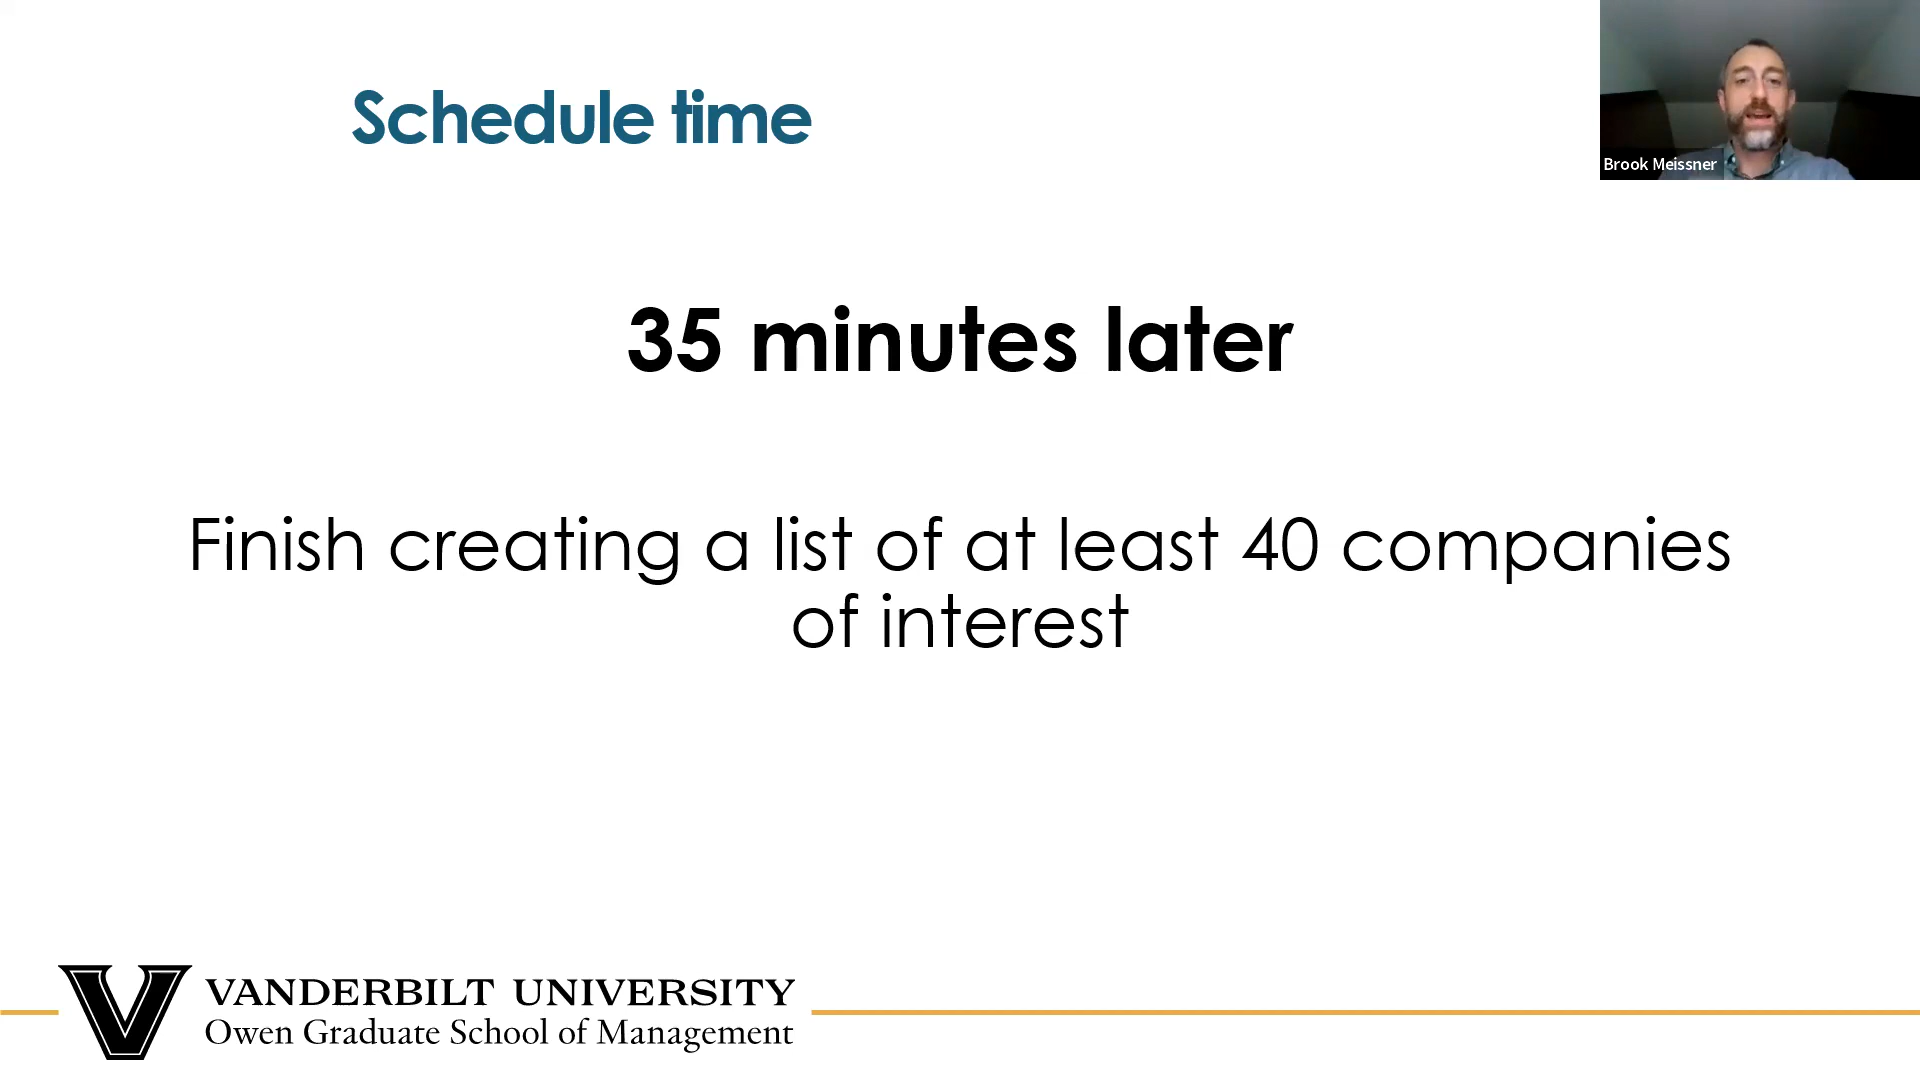 Schedule time
Brook Meissner
35 minutes later
Finish creating a list of at least 40 companies
of interest
V
VANDERBILT UNIVERSITY
Owen Graduate School of Management